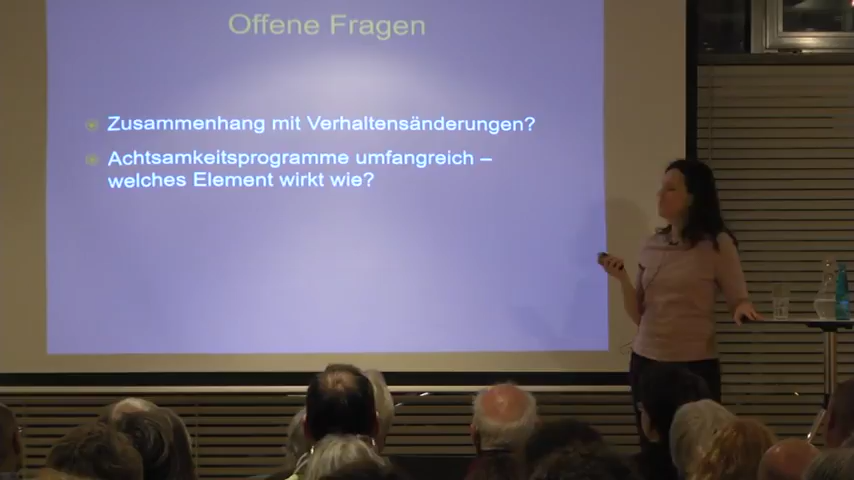 Offene Fragen
Zusammenhang mit Verhaltensänderungen?
Achtsamkeitsprogramme umfangreich –
welches Element wirkt wie?